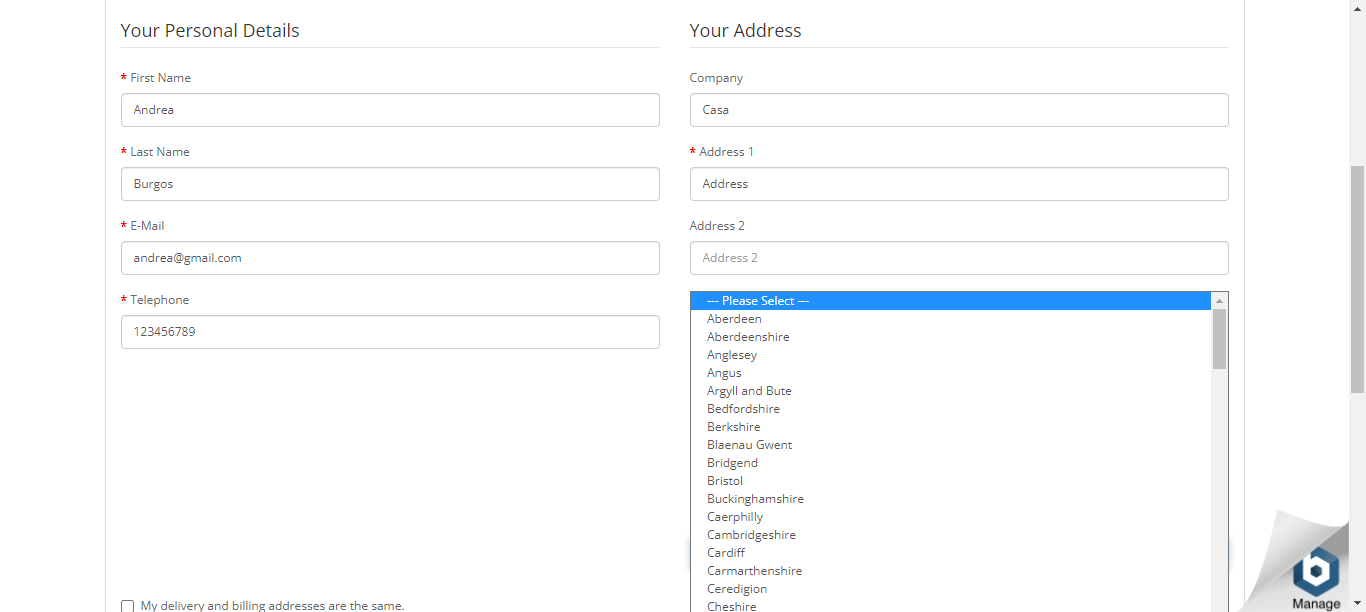 Your Personal Details
* First Name
Andrea
* Last Name
Burgos
* E-Mail
andrea@gmail.com
* Telephone
123456789
Your Address
Company
Casa
* Address 1
Address
Address 2
Address 2
--- Please Select ---
Aberdeen
Aberdeenshire
Anglesey
Angus
Argyll and Bute
Bedfordshire
Berkshire
Blaenau Gwent
Bridgend
Bristol
Buckinghamshire
Caerphilly
Cambridgeshire
Cardiff
Carmarthenshire
Ceredigion
Cheshire
My delivery and billing addresses are the same.
b
Manage